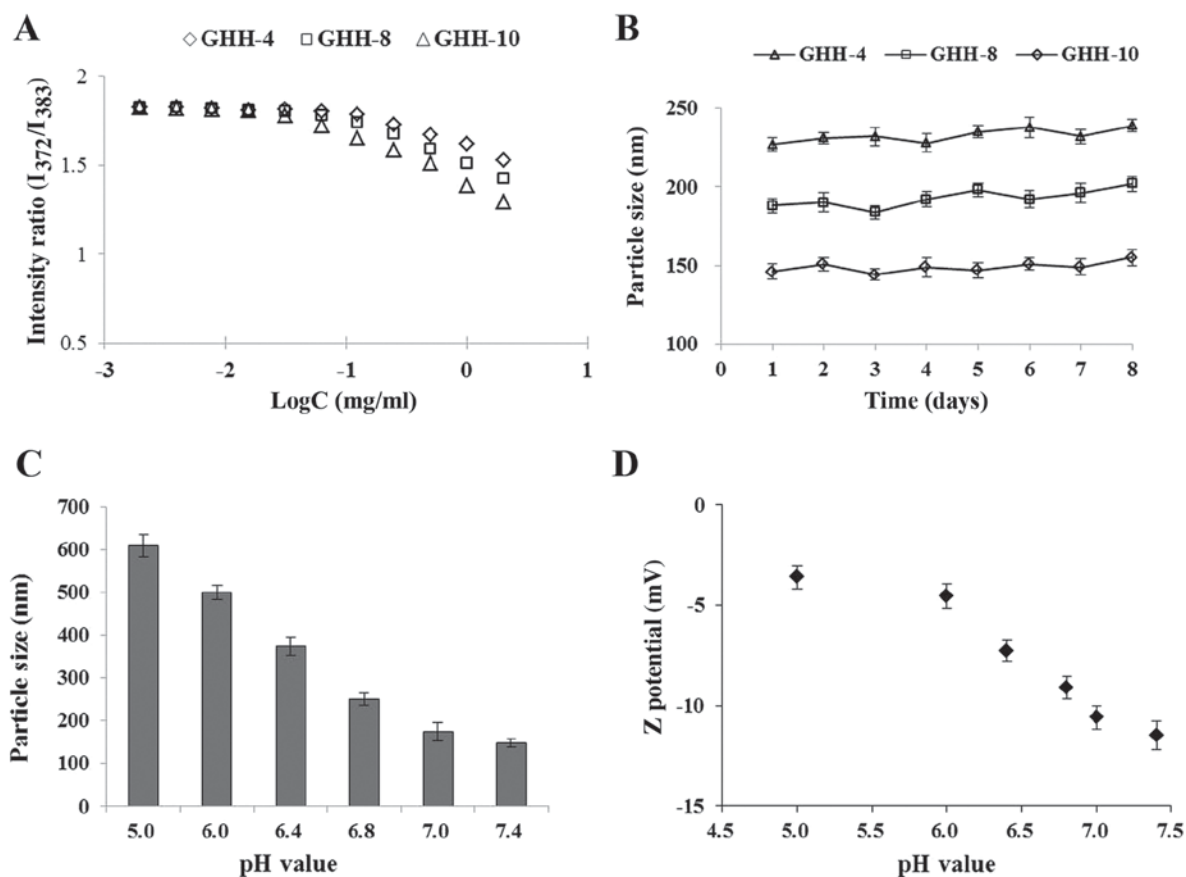 A
GHH-4 GHH-8 GHH-10
Intensity ratio (I372/I383)
2
1.5
1
0.5
-3 -2 -1 0 1
LogC (mg/ml)
B
GHH-4 GHH-8 GHH-10
Particle size (nm)
250
200
150
100
0 1 2 3 4 5 6 7 8
Time (days)
C
Particle size (nm)
700
600
500
400
300
200
100
0
5.0 6.0 6.4 6.8 7.0 7.4
pH value
D
Z potential (mV)
0
-5
-10
-15
4.5 5.0 5.5 6.0 6.5 7.0 7.5
pH value